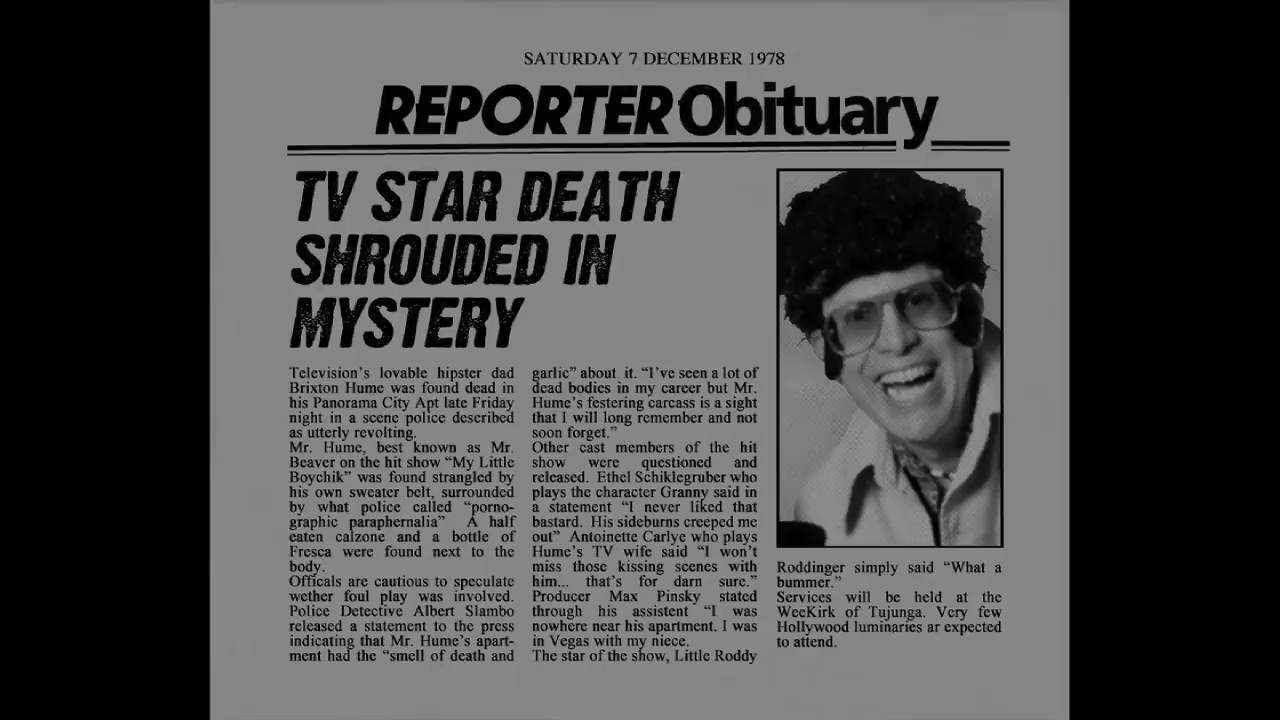 SATURDAY 7 DECEMBER 1978
REPORTER Obituary
TV STAR DEATH
SHROUDED IN
MYSTERY
Television's lovable hipster dad
Brixton Hume was found dead in
his Panorama City Apt late Friday
night in a scene police described
as utterly revolting.
Mr. Hume, best known as Mr.
Beaver on the hit show “My Little
Boychik” was found strangled by
his own sweater belt, surrounded
by what police called “porno-
graphic paraphernalia” A half
eaten calzone and a bottle of
Fresca were found next to the
body.
Officals are cautious to speculate
wether foul play was involved.
Police Detective Albert Slambo
released a statement to the press
indicating that Mr. Hume's apart-
ment had the “smell of death and
garlic” about it. “I've seen a lot of
dead bodies in my career but Mr.
Hume's festering carcass is a sight
that I will long remember and not
soon forget.”
Other cast members of the hit
show were questioned and
released. Ethel Schiklegruber who
plays the character Granny said in
a statement “I never liked that
bastard. His sideburns creeped me
out” Antoinette Carlye who plays
Hume's TV wife said “I won't
miss those kissing scenes with
him... that's for darn sure.”
Producer Max Pinsky stated
through his assistent “I was
nowhere near his apartment. I was
in Vegas with my niece.
The star of the show, Little Roddy
Roddinger simply said “What a
bummer.”
Services will be held at the
WeeKirk of Tujunga. Very few
Hollywood luminaries ar expected
to attend.